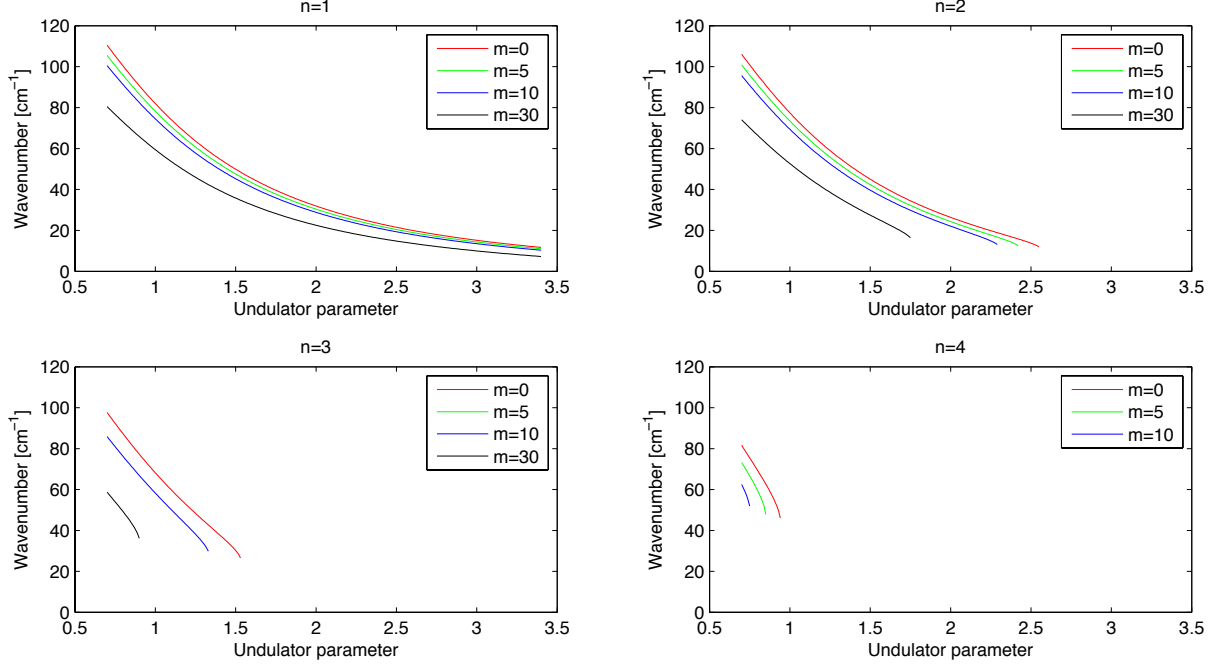 n=1
120
100
80
60
40
20
0
Wavenumber [cm⁻¹]
m=0
m=5
m=10
m=30
0.5 1 1.5 2 2.5 3 3.5
Undulator parameter
n=2
120
100
80
60
40
20
0
Wavenumber [cm⁻¹]
m=0
m=5
m=10
m=30
0.5 1 1.5 2 2.5 3 3.5
Undulator parameter
n=3
120
100
80
60
40
20
0
Wavenumber [cm⁻¹]
m=0
m=5
m=10
m=30
0.5 1 1.5 2 2.5 3 3.5
Undulator parameter
n=4
120
100
80
60
40
20
0
Wavenumber [cm⁻¹]
m=0
m=5
m=10
0.5 1 1.5 2 2.5 3 3.5
Undulator parameter